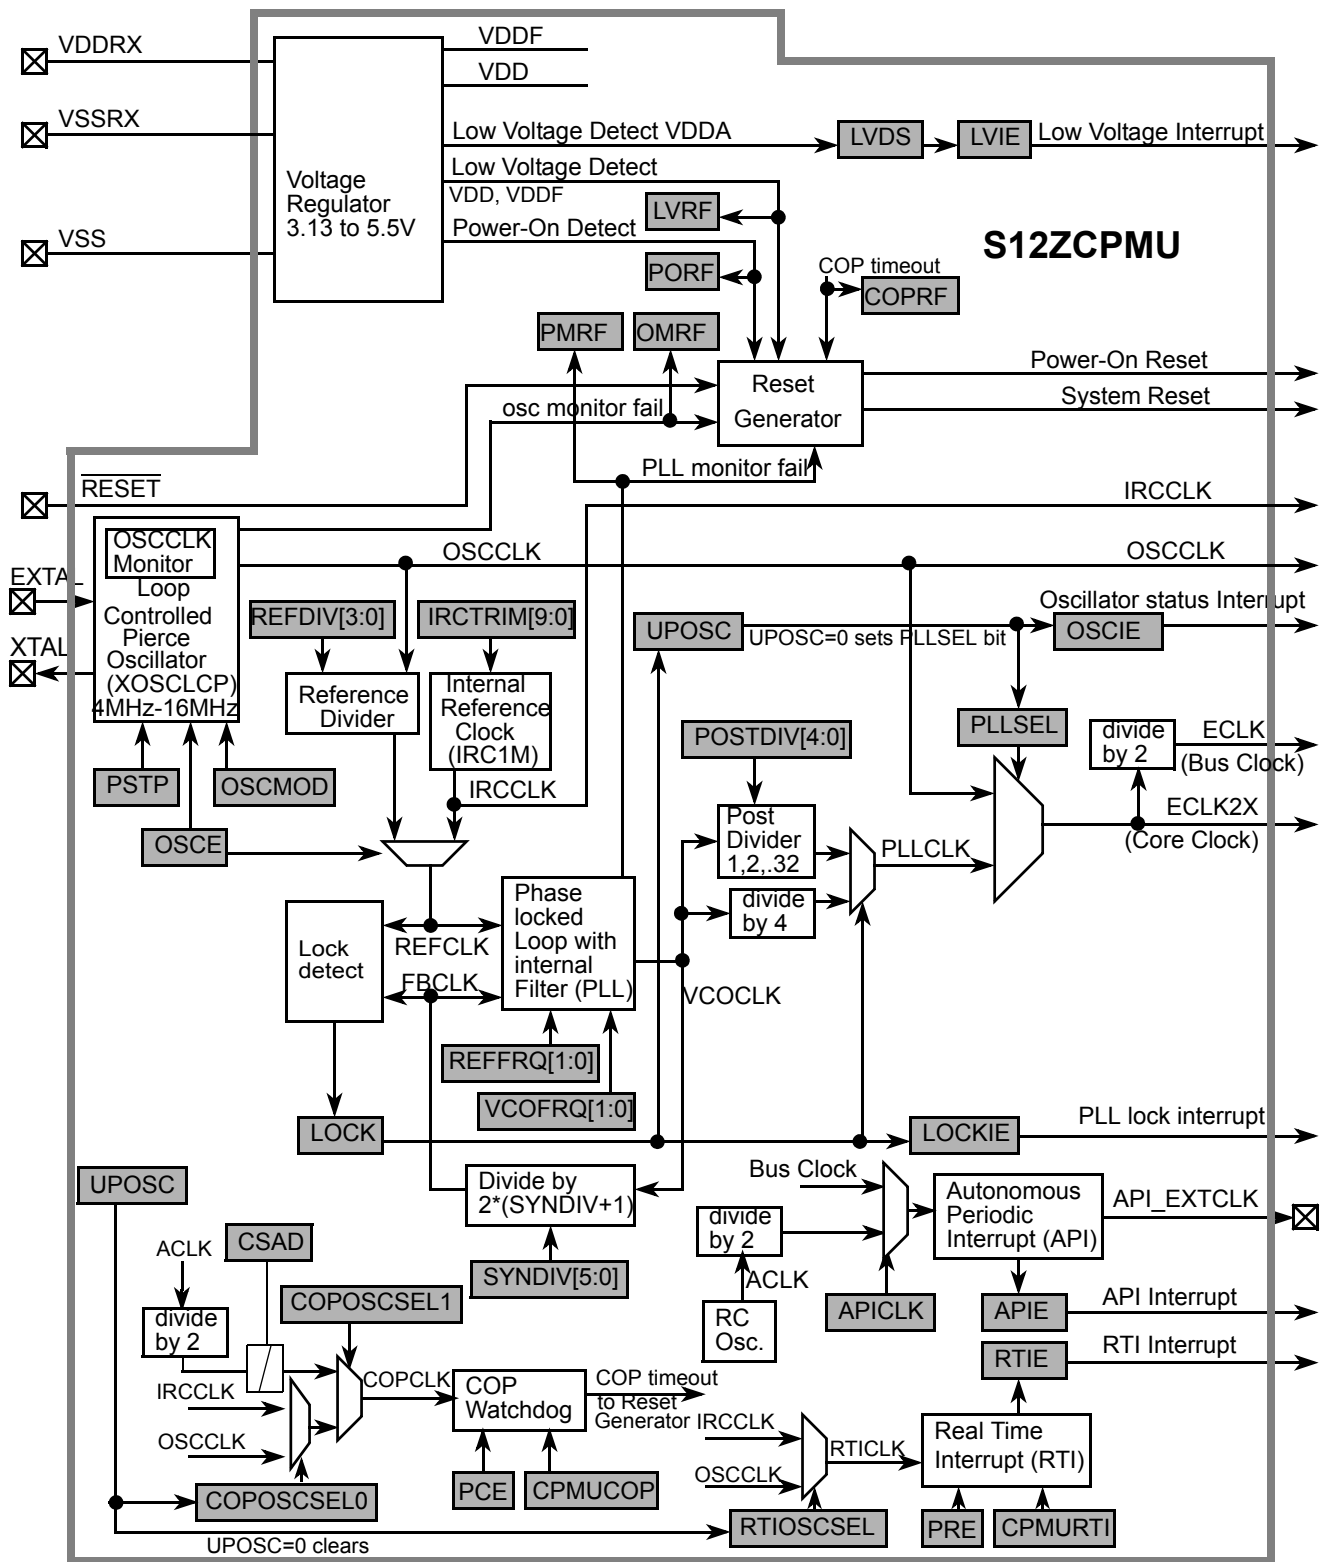 VDDRX
VDDF
VDD
VSSRX
Low Voltage Detect VDDA
LVDS
LVIE
Low Voltage Interrupt
Voltage
Regulator
3.13 to 5.5V
Low Voltage Detect
VDD, VDDF
LVRF
Power-On Detect
VSS
S12ZCPMU
PORF
COP timeout
COPRF
PMRF
OMRF
Power-On Reset
Reset
Generator
System Reset
osc monitor fail
PLL monitor fail
RESET
IRCCLK
OSCCLK
Monitor
OSCCLK
OSCCLK
EXTAL
Loop
Controlled
Pierce
Oscillator
(XOSCLCP)
4MHz-16MHz
XTAL
REFDIV[3:0]
IRCTRIM[9:0]
UPOSC
UPOSC=0 sets PLLSEL bit
Oscillator status Interrupt
OSCIE
Reference
Divider
Internal
Reference
Clock
(IRC1M)
PSTP
OSCMOD
IRCCLK
POSTDIV[4:0]
PLLSEL
divide
by 2
ECLK
(Bus Clock)
ECLK2X
(Core Clock)
OSCE
Post
Divider
1,2,.32
PLLCLK
divide
by 4
Phase
locked
Loop with
internal
Filter (PLL)
Lock
detect
REFCLK
FBCLK
VCOCLK
REFFRQ[1:0]
VCOFRQ[1:0]
LOCK
LOCKIE
PLL lock interrupt
UPOSC
Divide by
2*(SYNDIV+1)
Bus Clock
Autonomous
Periodic
Interrupt (API)
API_EXTCLK
divide
by 2
ACLK
CSAD
SYNDIV[5:0]
ACLK
COPOSCSEL1
APICLK
APIE
API Interrupt
divide
by 2
RC
Osc.
RTIE
RTI Interrupt
IRCCLK
COPCLK
COP
Watchdog
COP timeout
to Reset
Generator
IRCCLK
OSCCLK
RTICLK
Real Time
Interrupt (RTI)
OSCCLK
COPOSCSEL0
PCE
CPMUCOP
RTIOSCSEL
PRE
CPMURTI
UPOSC=0 clears